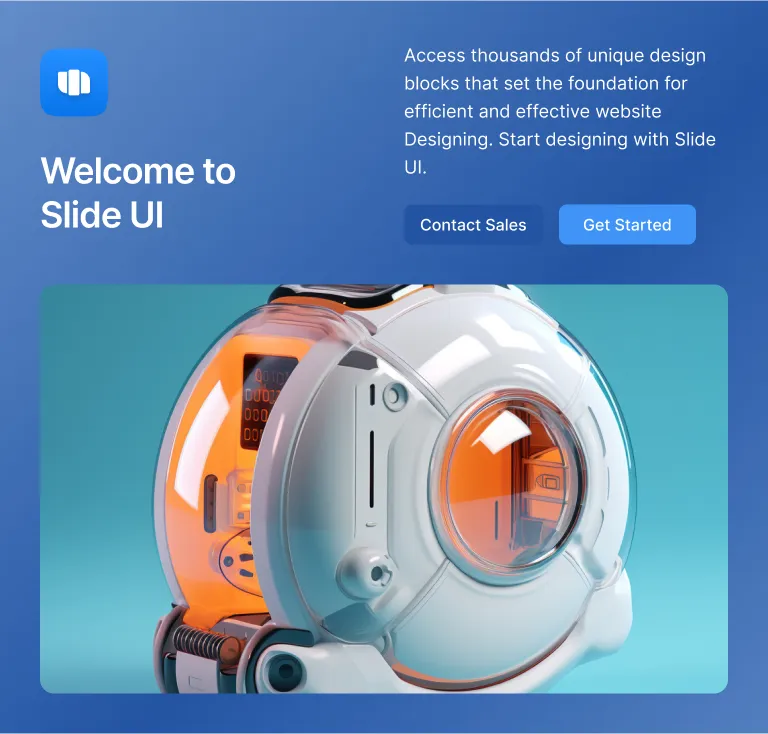 Welcome to
Slide UI
Access thousands of unique design
blocks that set the foundation for
efficient and effective website
Designing. Start designing with Slide
UI.
Contact Sales
Get Started